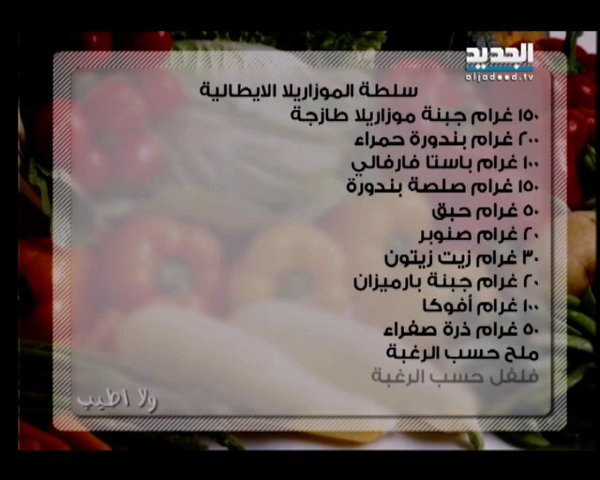 الجديد
aljadeed.tv
سلطة الموزاريلا الايطالية
١٥٠ غرام جبنة موزاريلا طازجة
٢٠٠ غرام بندورة حمراء
١٠٠ غرام باستا فارفالي
١٥٠ غرام صلصة بندورة
٥٠ غرام حبق
٢٠ غرام صنوبر
٣٠ غرام زيت زيتون
٢٠ غرام جبنة بارميزان
١٠٠ غرام أفوكا
٥٠ غرام ذرة صفراء
ملح حسب الرغبة
فلفل حسب الرغبة
ولا اطيب